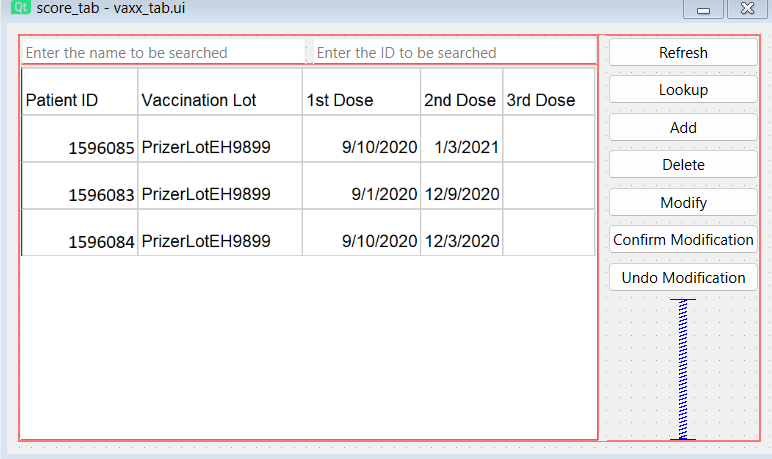 Qt score_tab - vaxx_tab.ui
Enter the name to be searched Enter the ID to be searched
Patient ID Vaccination Lot 1st Dose 2nd Dose 3rd Dose
1596085 PrizerLotEH9899 9/10/2020 1/3/2021
1596083 PrizerLotEH9899 9/1/2020 12/9/2020
1596084 PrizerLotEH9899 9/10/2020 12/3/2020
Refresh
Lookup
Add
Delete
Modify
Confirm Modification
Undo Modification